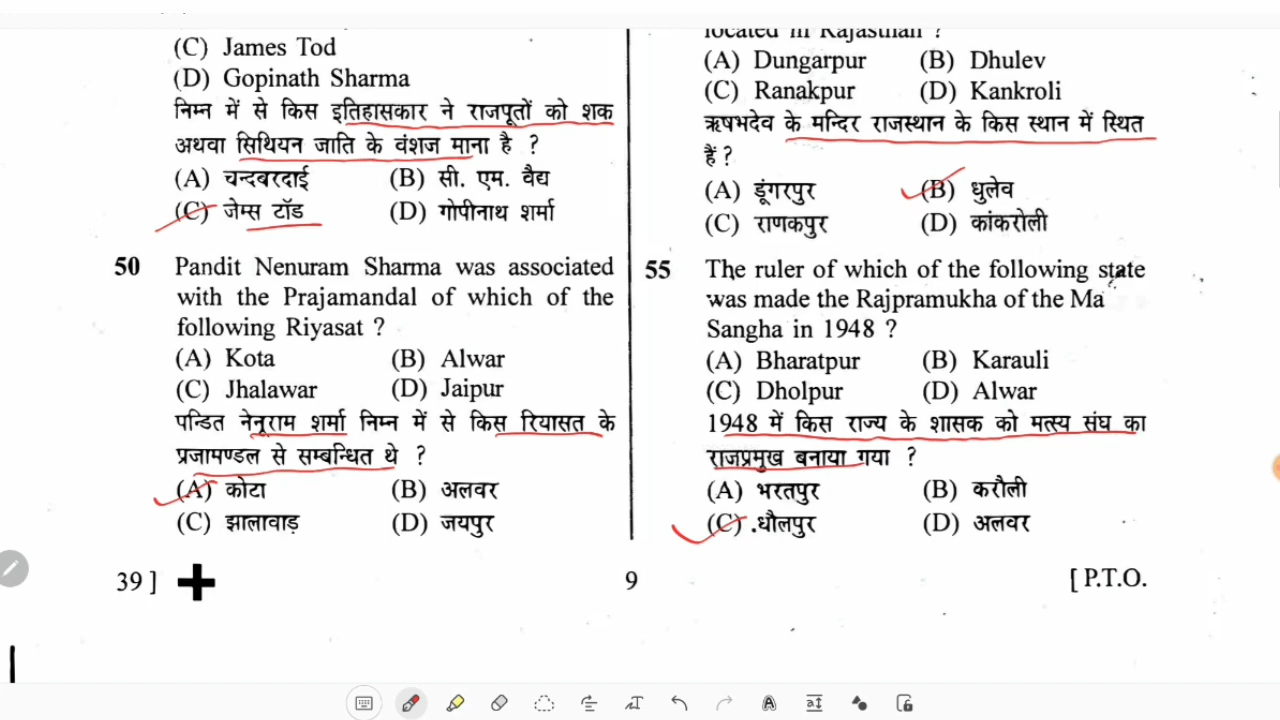 (C) James Tod
(D) Gopinath Sharma
निम्न में से किस इतिहासकार ने राजपूतों को शक
अथवा सिथियन जाति के वंशज माना है ?
(A) चन्दबरदाई (B) सी. एम. वैद्य
(C) जेम्स टॉड (D) गोपीनाथ शर्मा
50 Pandit Nenuram Sharma was associated
with the Prajamandal of which of the
following Riyasat ?
(A) Kota (B) Alwar
(C) Jhalawar (D) Jaipur
पन्डित नेनूराम शर्मा निम्न में से किस रियासत के
प्रजामण्डल से सम्बन्धित थे ?
(A) कोटा (B) अलवर
(C) झालावाड़ (D) जयपुर
located in Rajasthan ?
(A) Dungarpur (B) Dhulev
(C) Ranakpur (D) Kankroli
ऋषभदेव के मन्दिर राजस्थान के किस स्थान में स्थित
हैं ?
(A) डूंगरपुर (B) धुलेव
(C) राणकपुर (D) कांकरोली
55 The ruler of which of the following state
was made the Rajpramukha of the Ma
Sangha in 1948 ?
(A) Bharatpur (B) Karauli
(C) Dholpur (D) Alwar
1948 में किस राज्य के शासक को मत्स्य संघ का
राजप्रमुख बनाया गया ?
(A) भरतपुर (B) करौली
(C) धौलपुर (D) अलवर
39 ] 9 [ P.T.O.